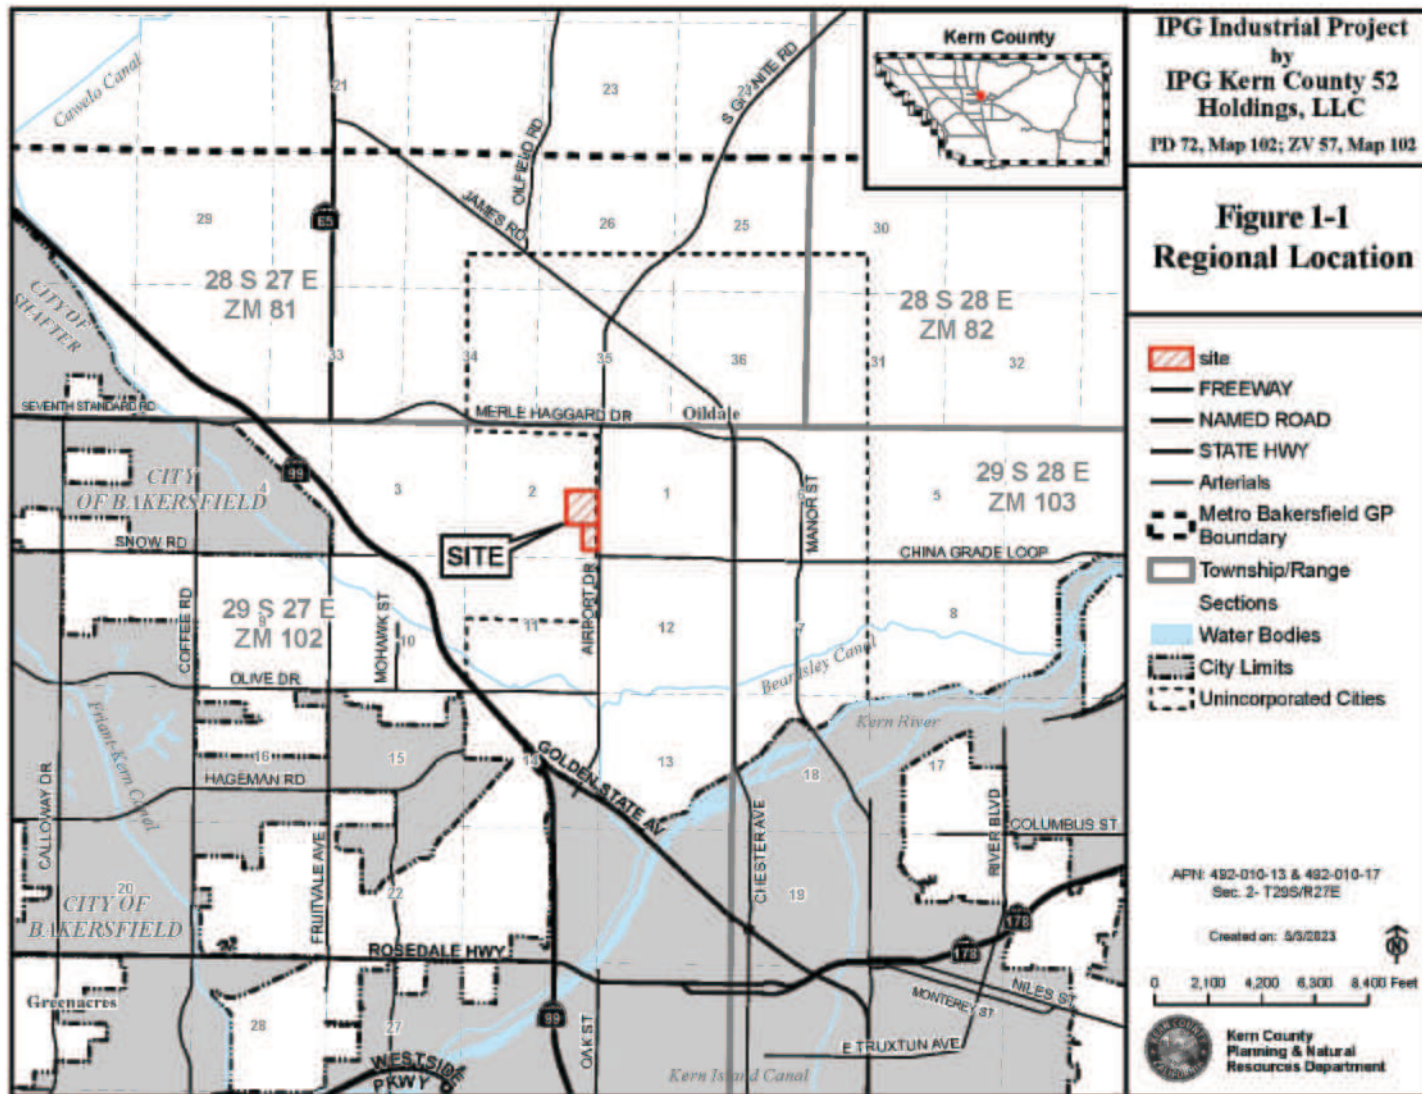 IPG Industrial Project
by
IPG Kern County 52
Holdings, LLC
PD 72, Map 102; ZV 57, Map 102
Figure 1-1
Regional Location
site
FREEWAY
NAMED ROAD
STATE HWY
Arterials
Metro Bakersfield GP
Boundary
Township/Range
Sections
Water Bodies
City Limits
Unincorporated Cities
APN: 492-010-13 & 492-010-17
Sec. 2- T29S/R27E
Created on: 5/3/2023
N
0 2,100 4,200 6,300 8,400 Feet
Kern County
Planning & Natural
Resources Department
Kern County
Cawelo Canal
21
23
OILFIELD RD
S GRANITE RD
29
65
JAMES RD
26
25
30
28 S 27 E
ZM 81
28 S 28 E
ZM 82
CITY OF
SHAFTER
33
34
35
36
31
32
SEVENTH STANDARD RD
MERLE HAGGARD DR
Oildale
99
CITY
OF BAKERSFIELD
4
3
2
1
6
5
29 S 28 E
ZM 103
SITE
MANOR ST
SNOW RD
CHINA GRADE LOOP
COFFEE RD
29 S 27 E
9
ZM 102
MOHAWK ST
10
11
AIRPORT DR
12
7
8
OLIVE DR
Beardsley Canal
Kern River
Friant-Kern Canal
16
15
14
13
18
17
HAGEMAN RD
GOLDEN STATE AV
CALLOWAY DR
FRUITVALE AVE
CHESTER AVE
RIVER BLVD
COLUMBUS ST
20
22
18
CITY OF
BAKERSFIELD
ROSEDALE HWY
178
178
Greenacres
28
27
99
OAK ST
NILES ST
MONTEREY ST
E TRUXTUN AVE
WESTSIDE
PKWY
Kern Island Canal